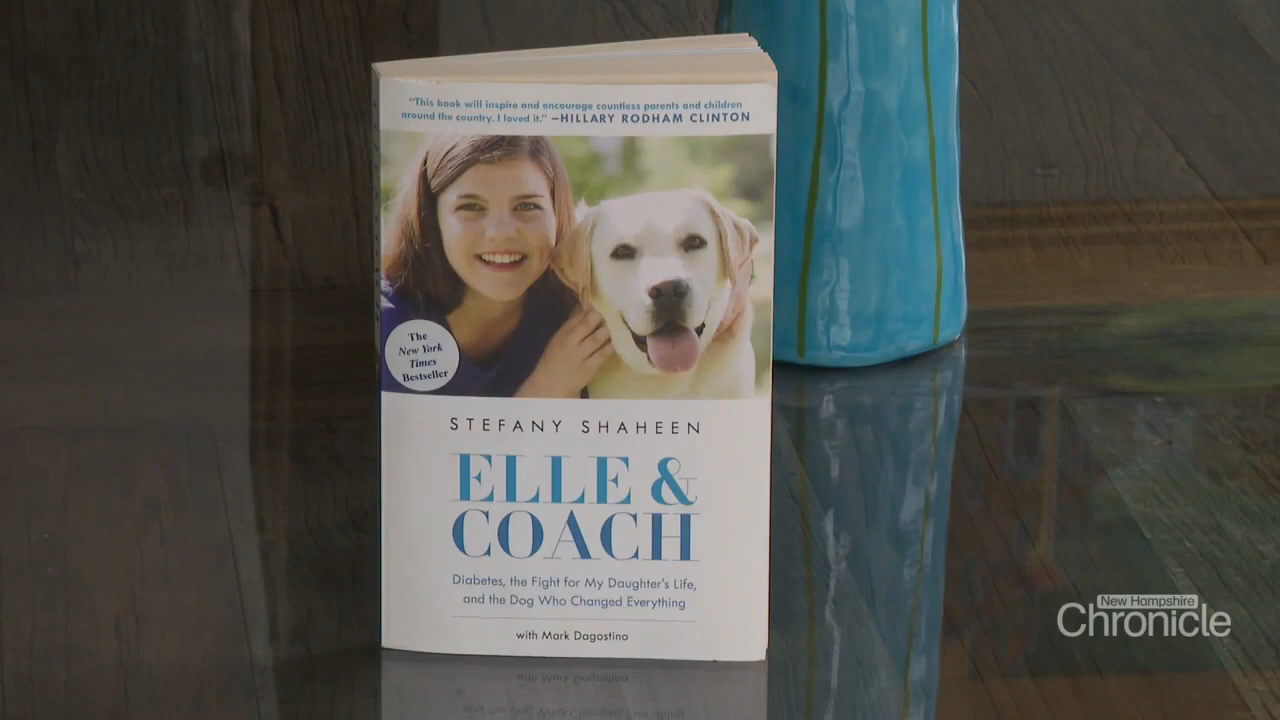 "This book will inspire and encourage countless parents and children
around the country. I loved it." —HILLARY RODHAM CLINTON
The
New York
Times
Bestseller
STEFANY SHAHEEN
ELLE &
COACH
Diabetes, the Fight for My Daughter's Life,
and the Dog Who Changed Everything
with Mark Dagostino
New Hampshire
Chronicle